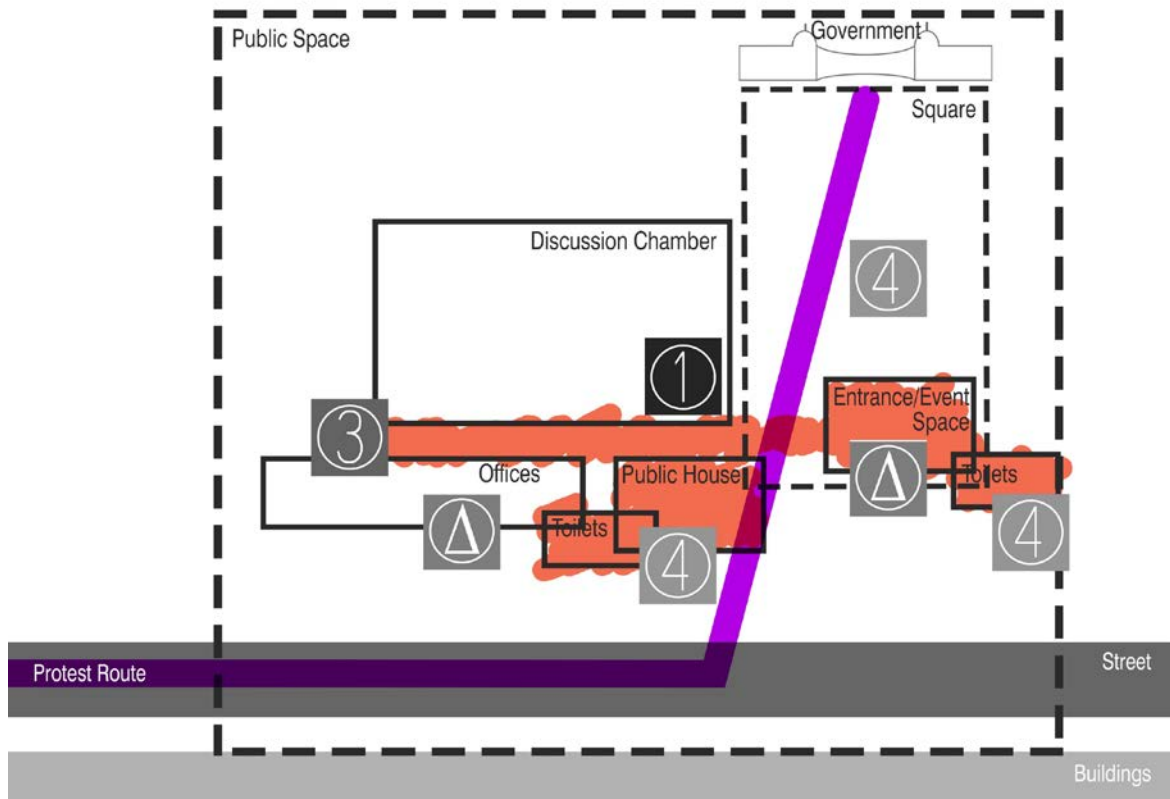 Government
Public Space
Square
Discussion Chamber
4
1
Entrance/Event
Space
3
Offices
Public House
Toilets
Δ
Toilets
Δ
4
4
Protest Route
Street
Buildings